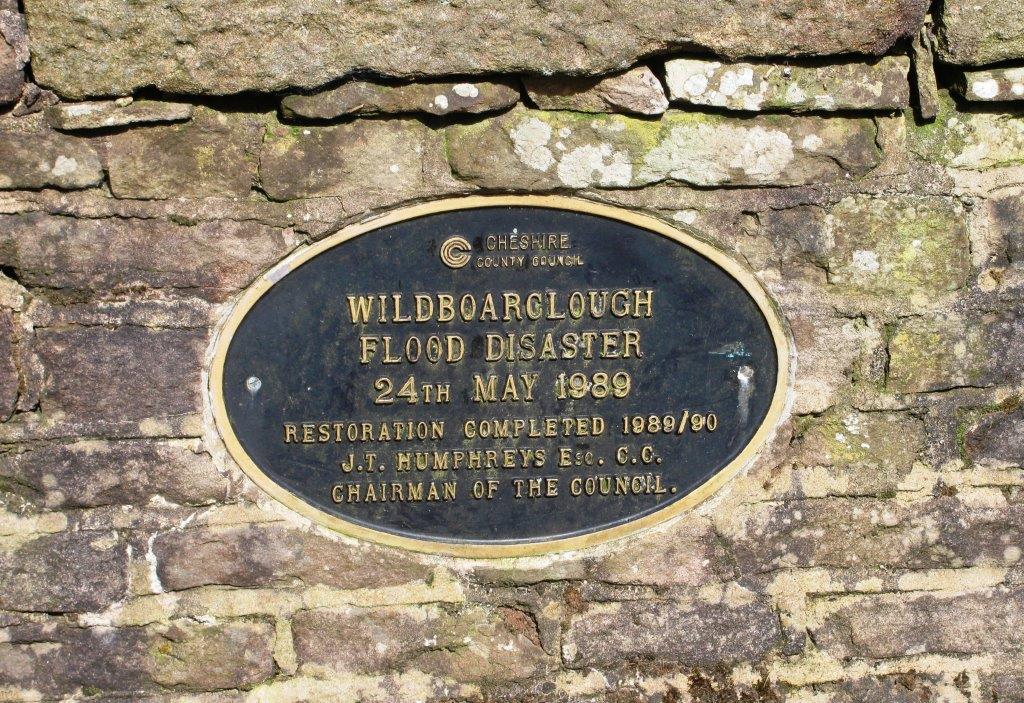 CHESHIRE
COUNTY COUNCIL
WILDBOARCLOUGH
FLOOD DISASTER
24TH MAY 1989
RESTORATION COMPLETED 1989/90
J.T. HUMPHREYS ESQ. C.C.
CHAIRMAN OF THE COUNCIL.